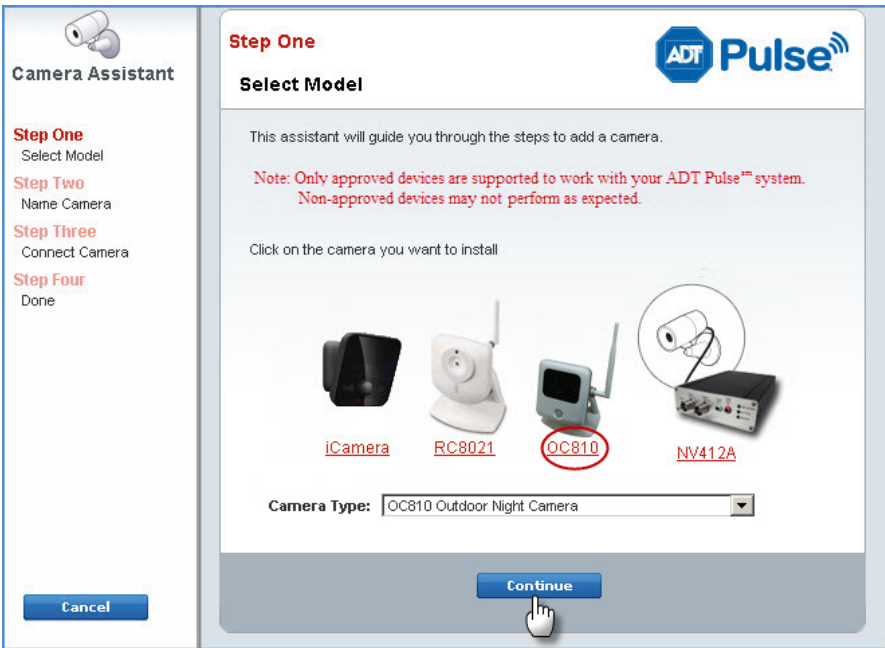 Camera Assistant
Step One
Select Model
Step Two
Name Camera
Step Three
Connect Camera
Step Four
Done
Cancel
Step One
Select Model
ADT Pulse
This assistant will guide you through the steps to add a camera.
Note: Only approved devices are supported to work with your ADT Pulse℠ system.
Non-approved devices may not perform as expected.
Click on the camera you want to install
iCamera
RC8021
OC810
NV412A
Camera Type: OC810 Outdoor Night Camera
Continue